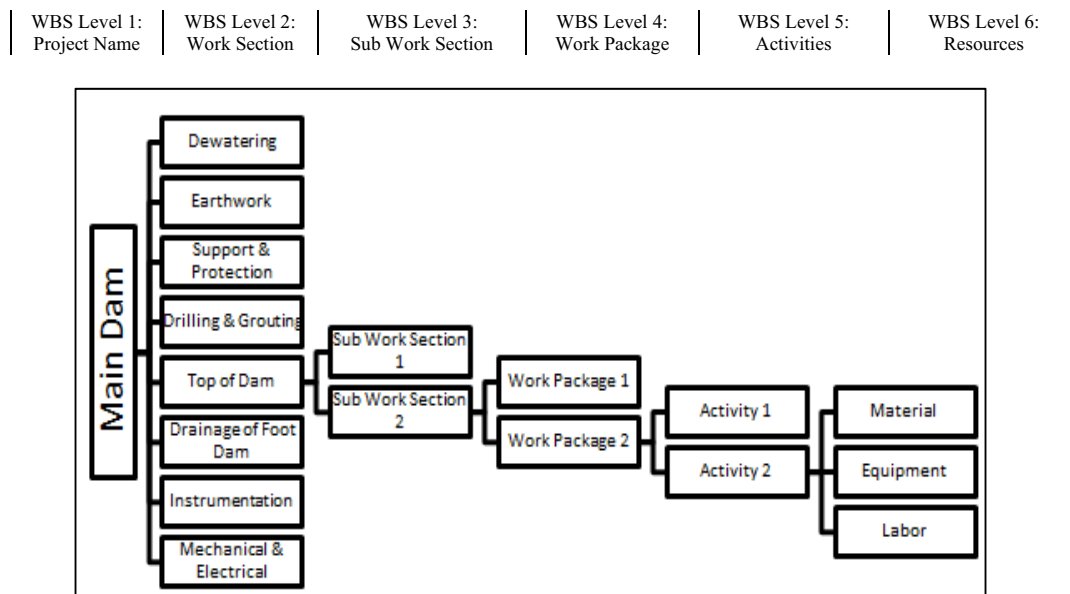 WBS Level 1:
Project Name
WBS Level 2:
Work Section
WBS Level 3:
Sub Work Section
WBS Level 4:
Work Package
WBS Level 5:
Activities
WBS Level 6:
Resources
Main Dam
Dewatering
Earthwork
Support &
Protection
Drilling & Grouting
Top of Dam
Drainage of Foot
Dam
Instrumentation
Mechanical &
Electrical
Sub Work Section
1
Sub Work Section
2
Work Package 1
Work Package 2
Activity 1
Activity 2
Material
Equipment
Labor